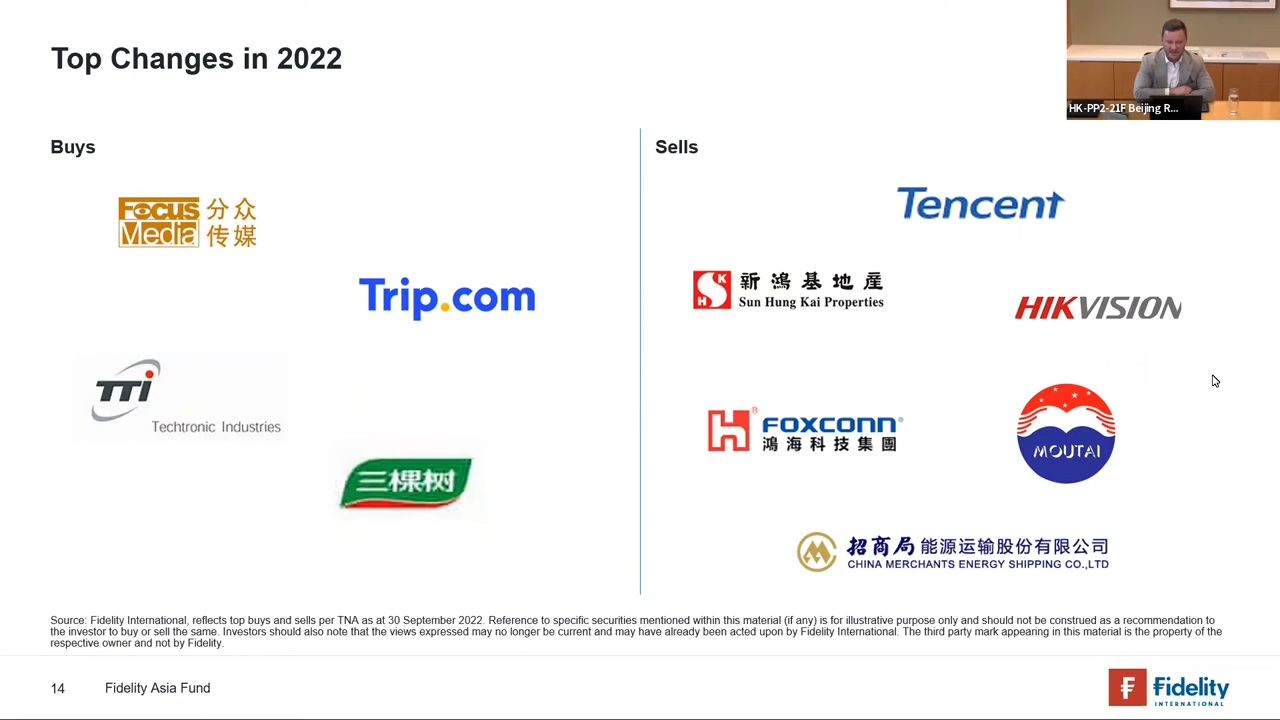 Top Changes in 2022
HK-PP2-21F Beijing R...
Buys
Sells
Focus
Media
分众
传媒
Trip.com
TTi
Techtronic Industries
三棵树
Tencent
SHK
新鴻基地產
Sun Hung Kai Properties
HIKVISION
FOXCONN®
鴻海科技集團
MOUTAI
招商局能源运输股份有限公司
CHINA MERCHANTS ENERGY SHIPPING CO.,LTD
Source: Fidelity International, reflects top buys and sells per TNA as at 30 September 2022. Reference to specific securities mentioned within this material (if any) is for illustrative purpose only and should not be construed as a recommendation to
the investor to buy or sell the same. Investors should also note that the views expressed may no longer be current and may have already been acted upon by Fidelity International. The third party mark appearing in this material is the property of the
respective owner and not by Fidelity.
14
Fidelity Asia Fund
Fidelity
INTERNATIONAL